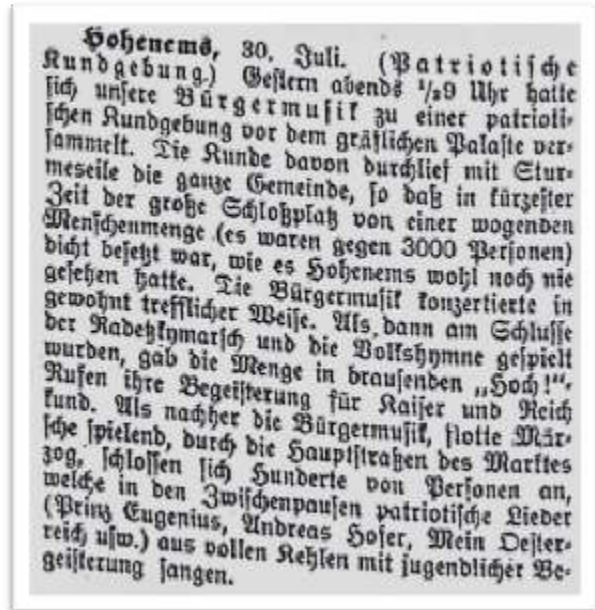 Hohenems, 30. Juli. (Patriotische
Kundgebung.) Gestern abends ½9 Uhr hatte
sich unsere Bürgermusik zu einer patrioti-
schen Kundgebung vor dem gräflichen Palaste ver-
sammelt. Die Kunde davon durchlief mit Stur-
meseile die ganze Gemeinde, so daß in kürzester
Zeit der große Schloßplatz von einer wogenden
Menschenmenge (es waren gegen 3000 Personen)
dicht besetzt war, wie es Hohenems wohl noch nie
gesehen hatte. Die Bürgermusik konzertierte in
gewohnt trefflicher Weise. Als dann am Schlusse
der Radetzkymarsch und die Volkshymne gespielt
wurden, gab die Menge in brausenden „Hoch!“-
Rufen ihre Begeisterung für Kaiser und Reich
kund. Als nachher die Bürgermusik, flotte Mär-
sche spielend, durch die Hauptstraßen des Marktes
zog, schlossen sich Hunderte von Personen an,
welche in den Zwischenpausen patriotische Lieder
(Prinz Eugenius, Andreas Hofer, Mein Oester-
reich usw.) aus vollen Kehlen mit jugendlicher Be-
geisterung sangen.